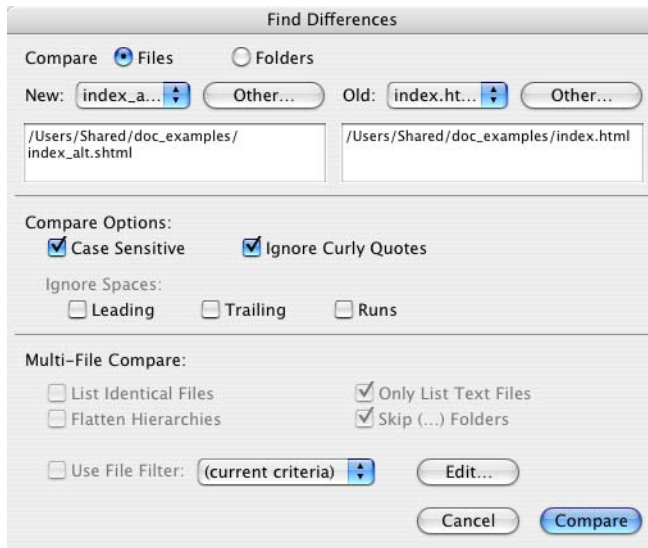 Find Differences
Compare Files Folders
New: index_a... Other... Old: index.ht... Other...
/Users/Shared/doc_examples/ /Users/Shared/doc_examples/index.html
index_alt.shtml
Compare Options:
Case Sensitive Ignore Curly Quotes
Ignore Spaces:
Leading Trailing Runs
Multi-File Compare:
List Identical Files Only List Text Files
Flatten Hierarchies Skip (...) Folders
Use File Filter: (current criteria) Edit...
Cancel Compare